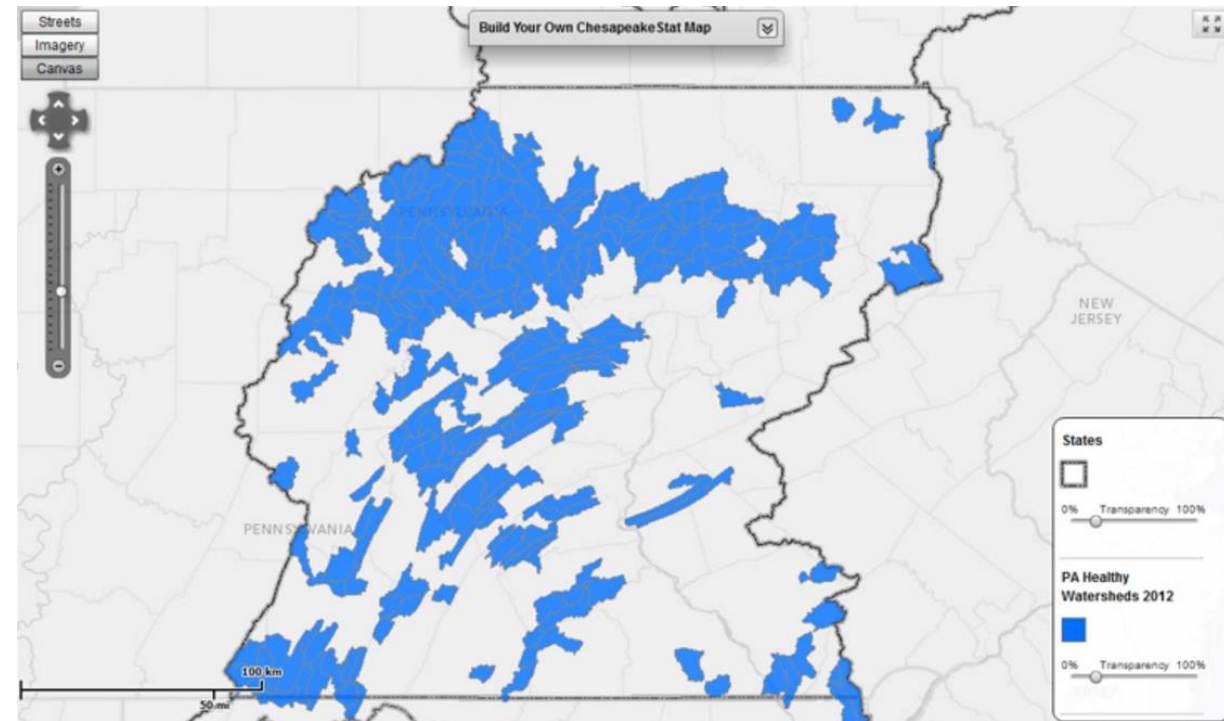 Streets
Imagery
Canvas
Build Your Own ChesapeakeStat Map
PENNSYLVANIA
NEW
JERSEY
PENNSYLVANIA
100 km
50 mi
States
0% Transparency 100%
PA Healthy
Watersheds 2012
0% Transparency 100%
JERSEY